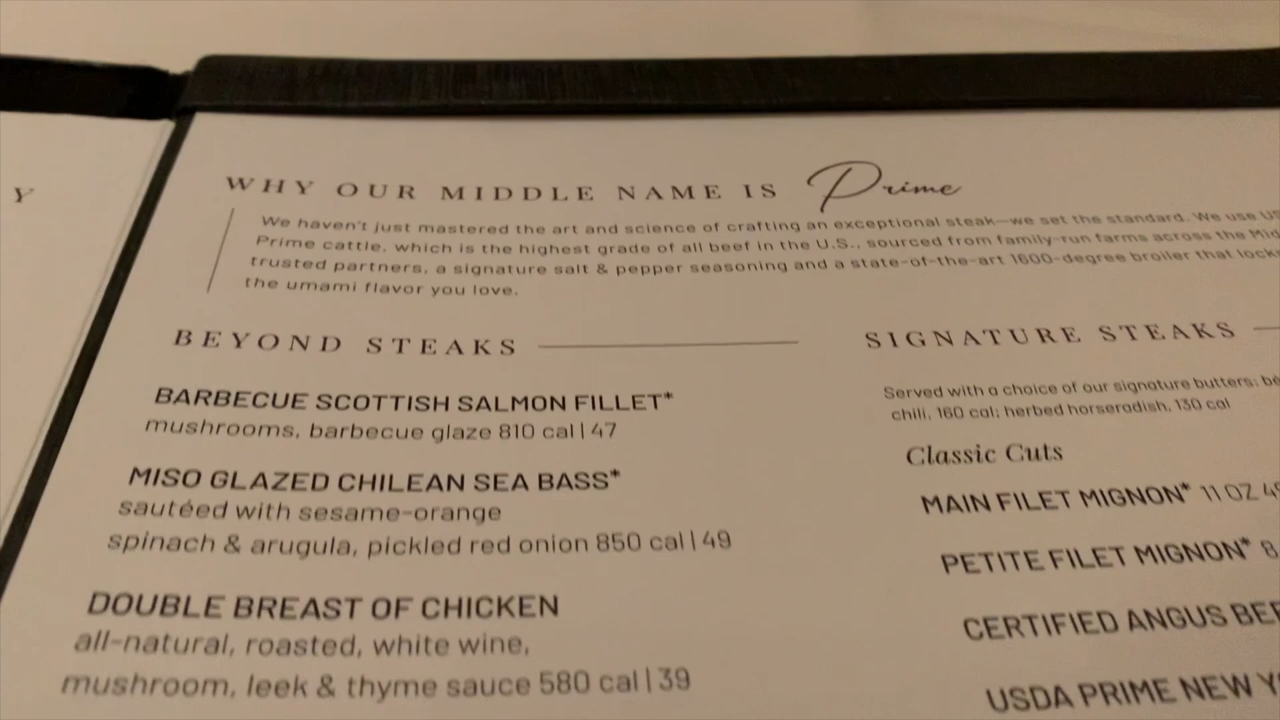 Y
WHY OUR MIDDLE NAME IS Prime
We haven't just mastered the art and science of crafting an exceptional steak—we set the standard. We use
Prime cattle, which is the highest grade of all beef in the U.S., sourced from family-run farms across the
trusted partners, a signature salt & pepper seasoning and a state-of-the-art 1600-degree broiler that
the umami flavor you love.
BEYOND STEAKS
BARBECUE SCOTTISH SALMON FILLET*
mushrooms, barbecue glaze 810 cal | 47
MISO GLAZED CHILEAN SEA BASS*
sautéed with sesame-orange
spinach & arugula, pickled red onion 850 cal | 49
DOUBLE BREAST OF CHICKEN
all-natural, roasted, white wine,
mushroom, leek & thyme sauce 580 cal | 39
SIGNATURE STEAKS
Served with a choice of our signature butters:
chili, 160 cal; herbed horseradish, 130 cal
Classic Cuts
MAIN FILET MIGNON* 11 OZ
PETITE FILET MIGNON* 8
CERTIFIED ANGUS
USDA PRIME NEW